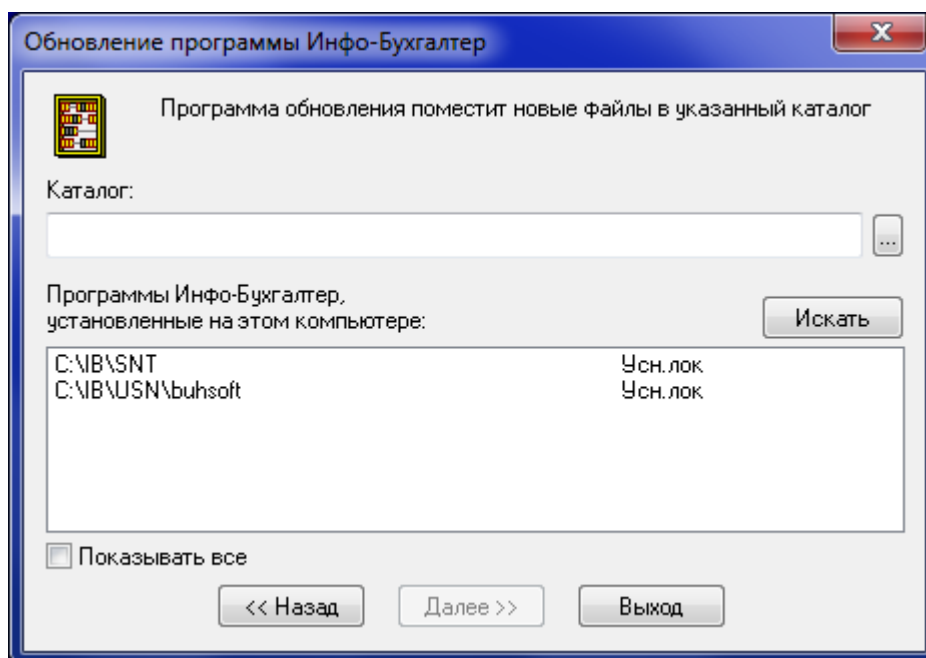 Обновление программы Инфо-Бухгалтер
Программа обновления поместит новые файлы в указанный каталог
Каталог:
...
Программы Инфо-Бухгалтер,
установленные на этом компьютере:
Искать
C:\IB\SNT Усн.лок
C:\IB\USN\buhsoft Усн.лок
Показывать все
<< Назад Далее >> Выход